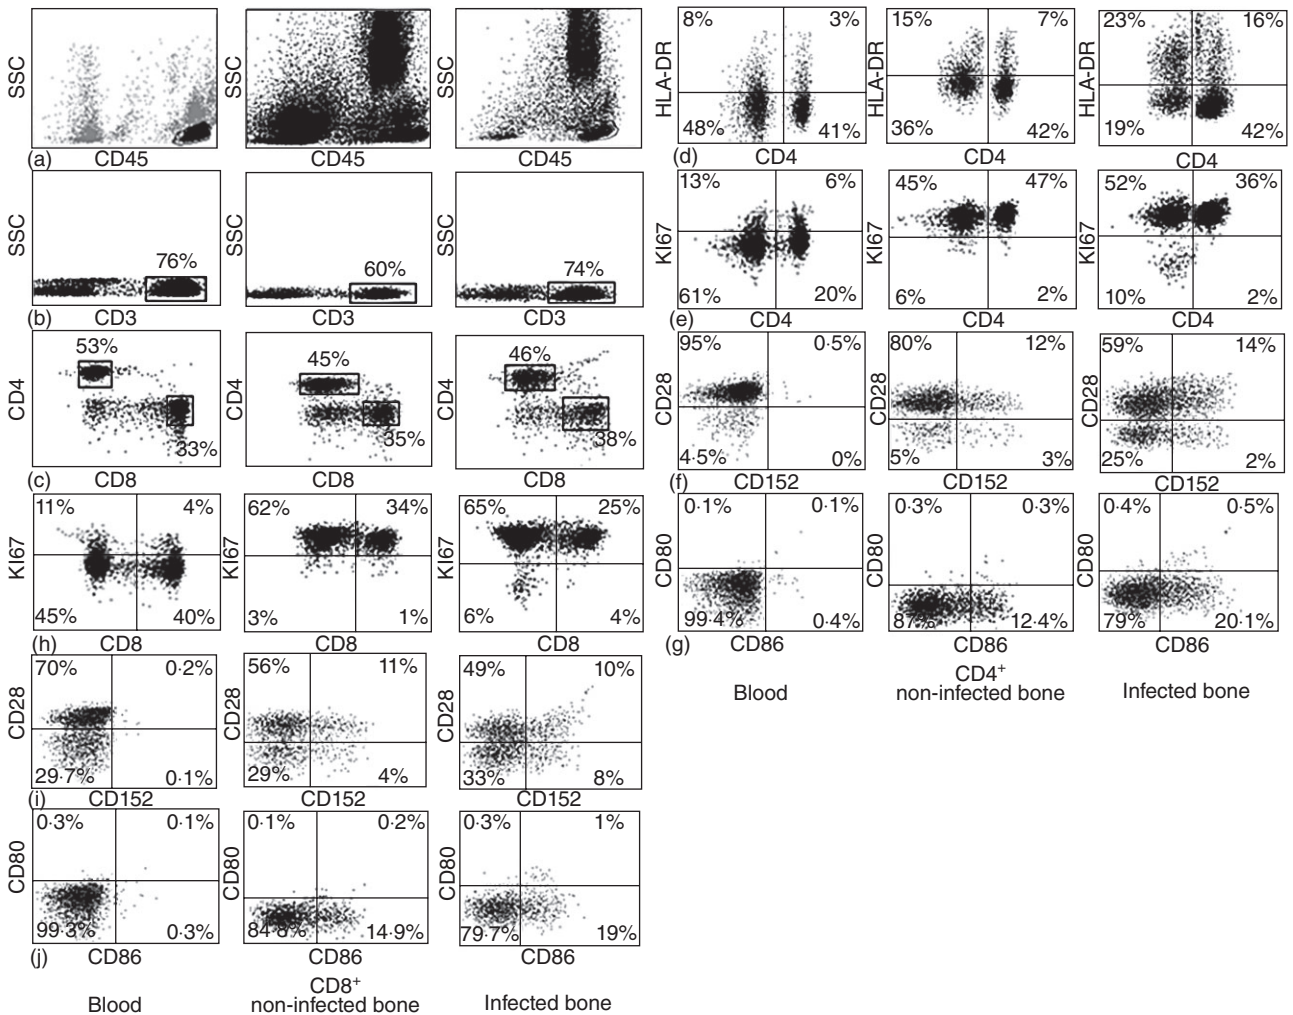 SSC
CD45
SSC
CD45
SSC
CD45
(a)
SSC
76%
CD3
SSC
60%
CD3
SSC
74%
CD3
(b)
CD4
53%
33%
CD8
CD4
45%
35%
CD8
CD4
46%
38%
CD8
(c)
HLA-DR
8% 3%
48% 41%
CD4
HLA-DR
15% 7%
36% 42%
CD4
HLA-DR
23% 16%
19% 42%
CD4
(d)
KI67
13% 6%
61% 20%
CD4
KI67
45% 47%
6% 2%
CD4
KI67
52% 36%
10% 2%
CD4
(e)
CD28
95% 0·5%
4·5% 0%
CD152
CD28
80% 12%
5% 3%
CD152
CD28
59% 14%
25% 2%
CD152
(f)
CD80
0·1% 0·1%
99·4% 0·4%
CD86
CD80
0·3% 0·3%
87% 12·4%
CD86
CD80
0·4% 0·5%
79% 20·1%
CD86
(g)
Blood
CD4+
non-infected bone
Infected bone
KI67
11% 4%
45% 40%
CD8
KI67
62% 34%
3% 1%
CD8
KI67
65% 25%
6% 4%
CD8
(h)
CD28
70% 0·2%
29·7% 0·1%
CD152
CD28
56% 11%
29% 4%
CD152
CD28
49% 10%
33% 8%
CD152
(i)
CD80
0·3% 0·1%
99·3% 0·3%
CD86
CD80
0·1% 0·2%
84·8% 14·9%
CD86
CD80
0·3% 1%
79·7% 19%
CD86
(j)
Blood
CD8+
non-infected bone
Infected bone